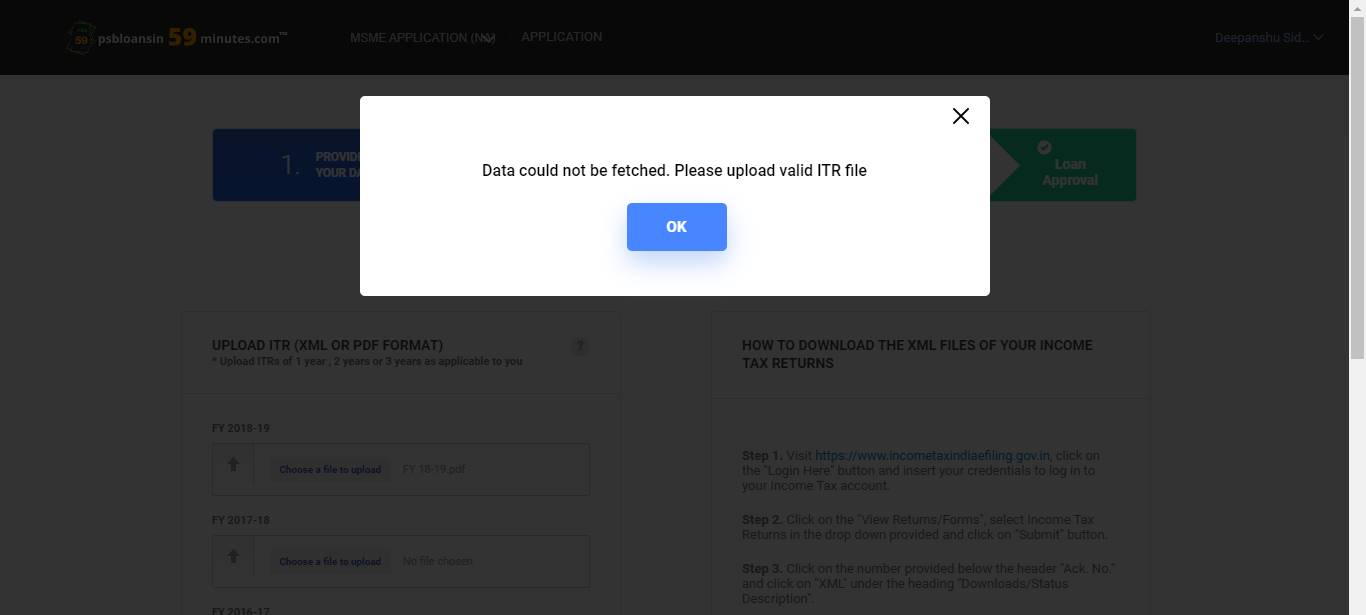 psbloansin 59 minutes.com™
MSME APPLICATION
APPLICATION
Deepanshu Sid...
Data could not be fetched. Please upload valid ITR file
OK
1.
PROVIDE
YOUR DA
Loan
Approval
UPLOAD ITR (XML OR PDF FORMAT)
?
* Upload ITRs of 1 year , 2 years or 3 years as applicable to you
FY 2018-19
Choose a file to upload
FY 18-19.pdf
FY 2017-18
Choose a file to upload
No file chosen
FY 2016-17
HOW TO DOWNLOAD THE XML FILES OF YOUR INCOME
TAX RETURNS
Step 1. Visit https://www.incometaxindiaefiling.gov.in, click on
the "Login Here" button and insert your credentials to log in to
your Income Tax account.
Step 2. Click on the "View Returns/Forms", select Income Tax
Returns in the drop down provided and click on "Submit" button.
Step 3. Click on the number provided below the header "Ack. No."
and click on "XML" under the heading "Downloads/Status
Description".